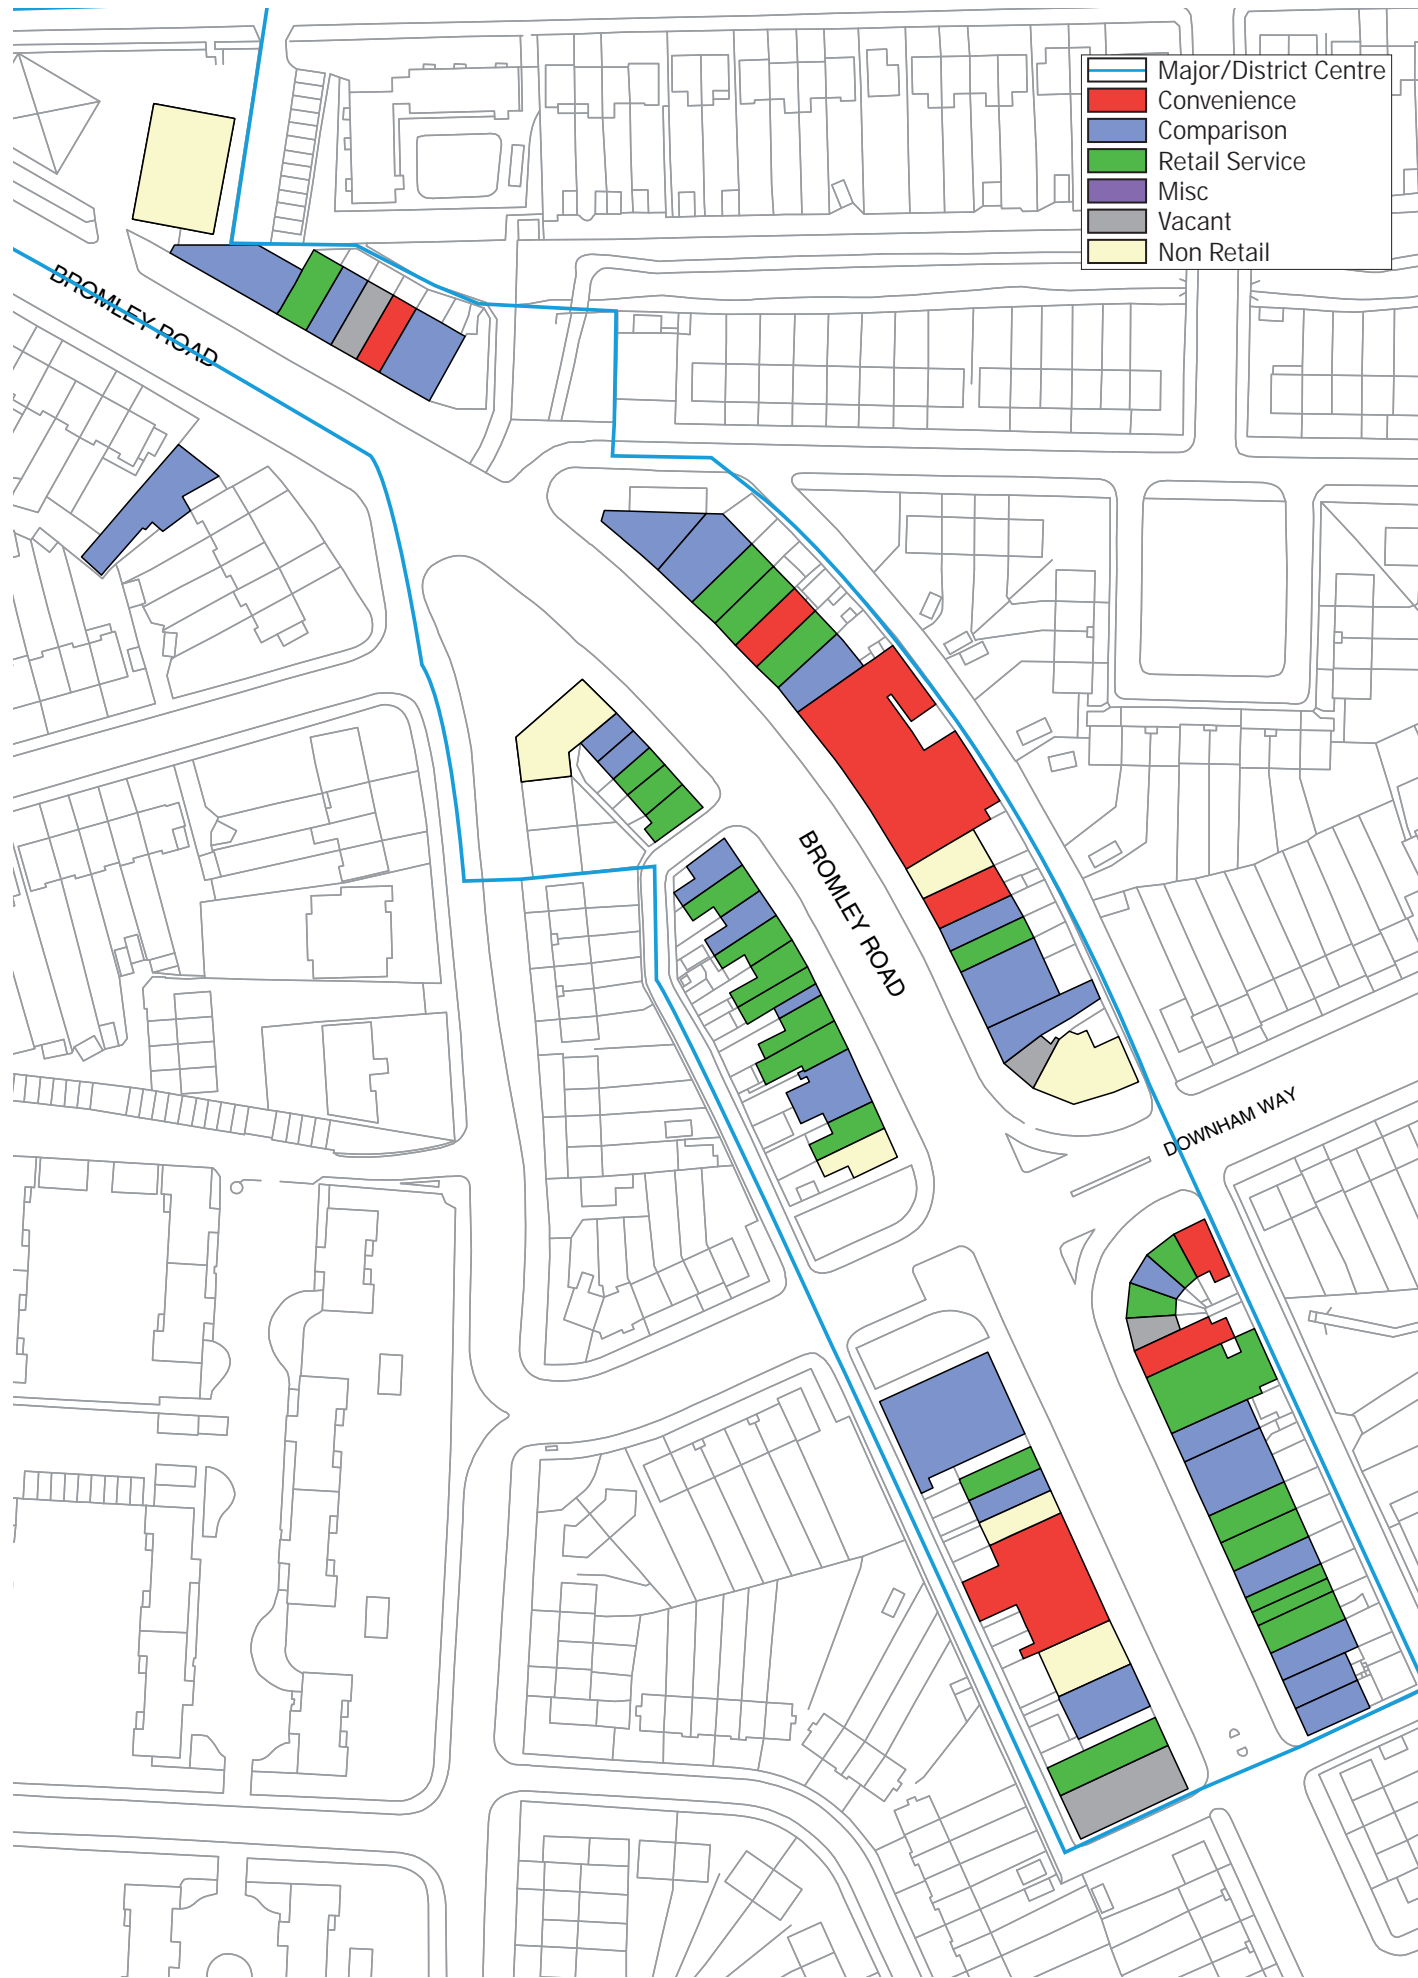 Major/District Centre
Convenience
Comparison
Retail Service
Misc
Vacant
Non Retail
BROMLEY ROAD
BROMLEY ROAD
DOWNHAM WAY